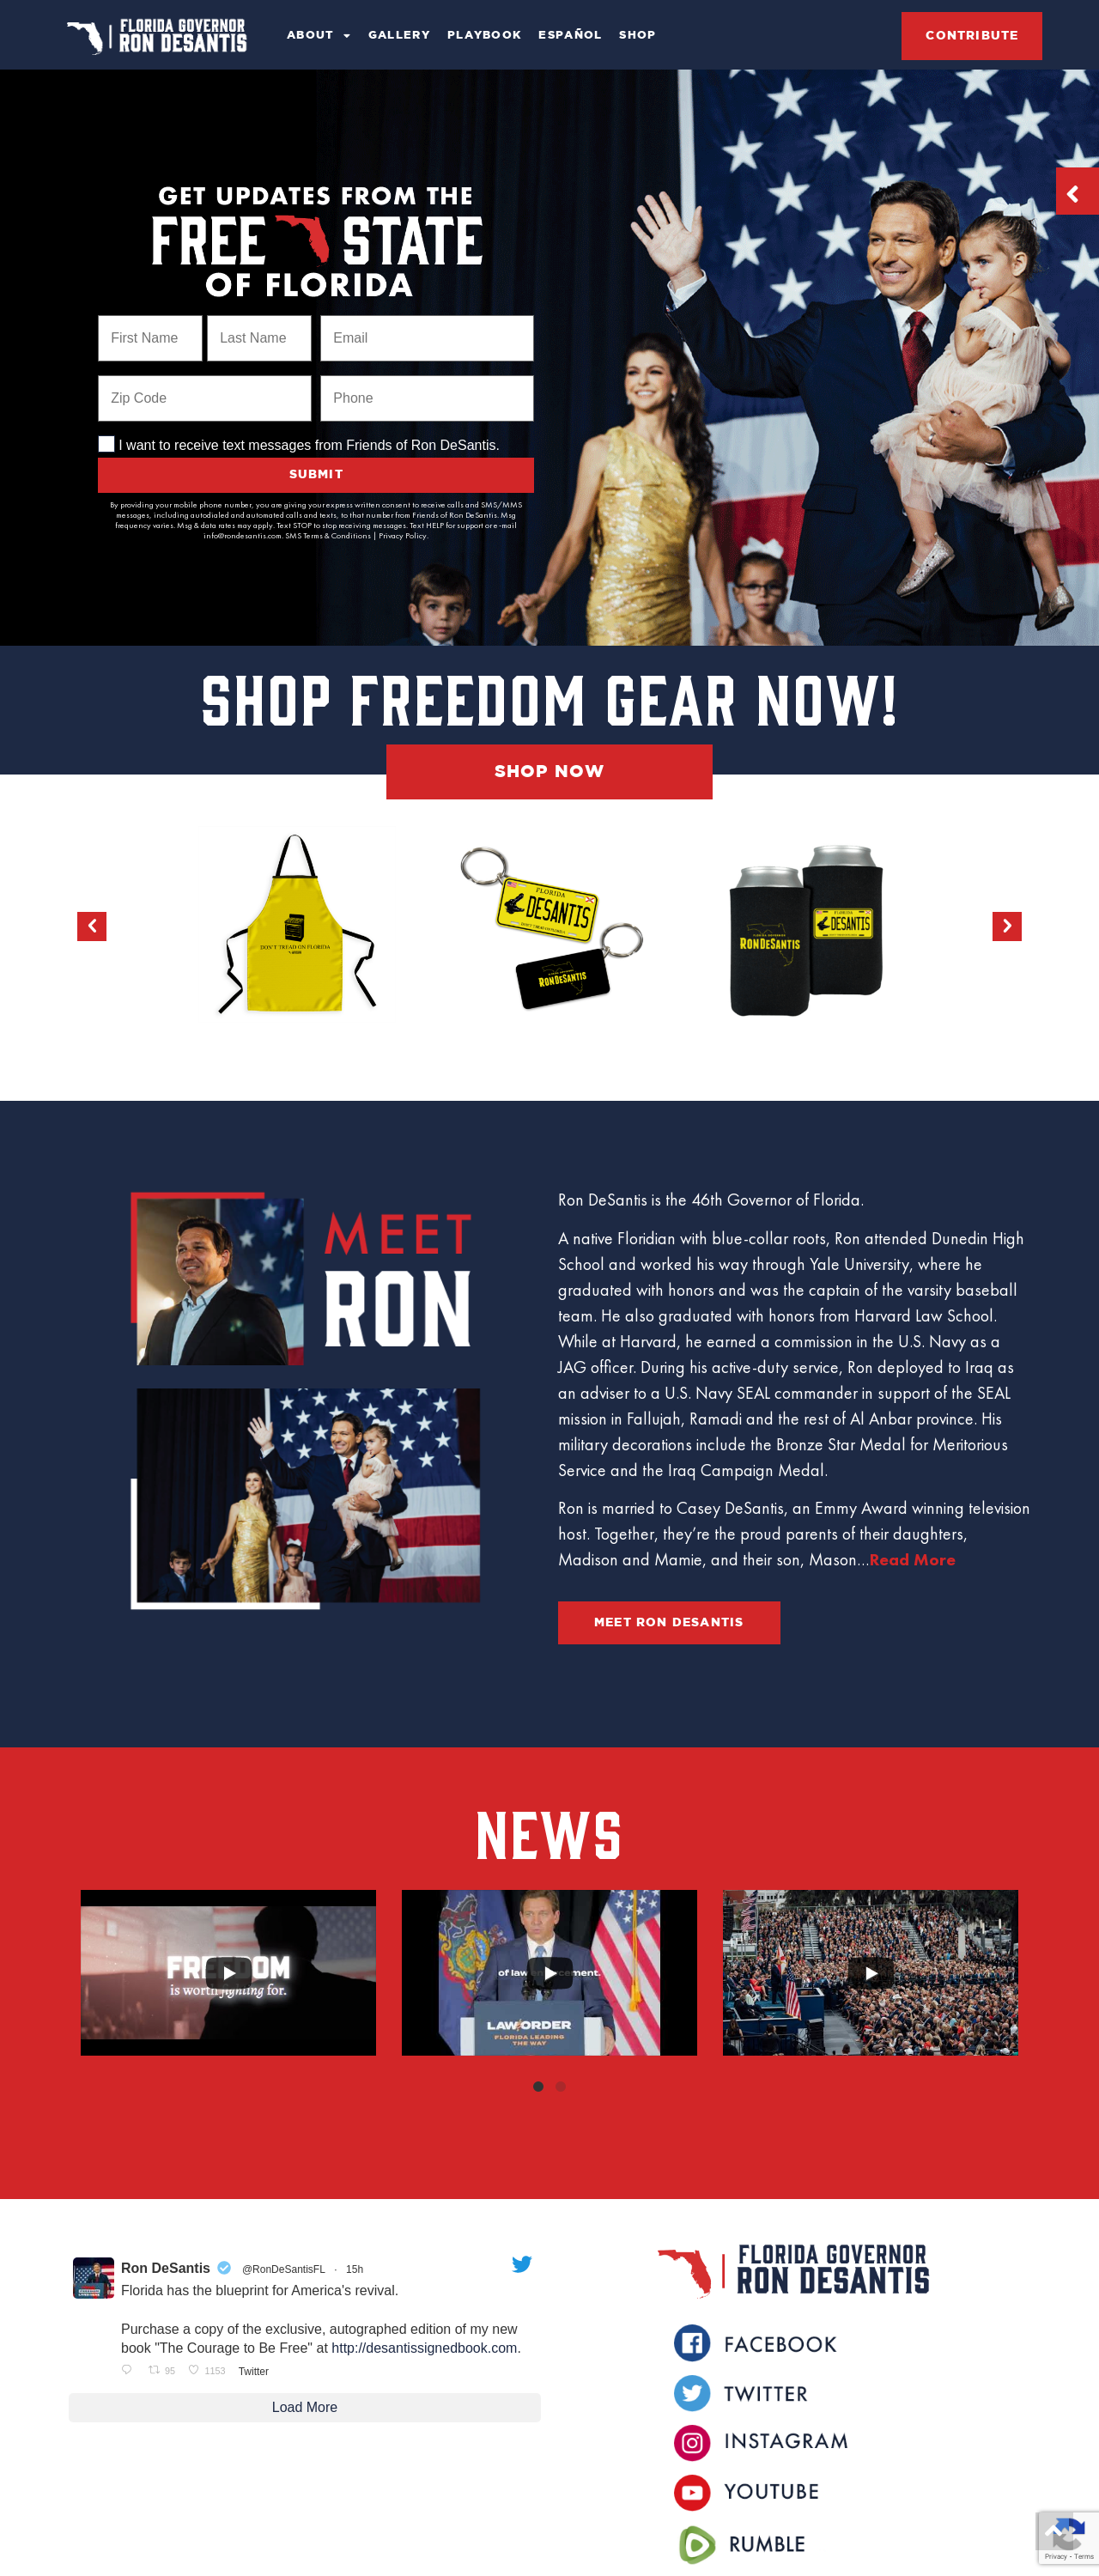 FLORIDA GOVERNOR
RON DESANTIS
ABOUT GALLERY PLAYBOOK ESPAÑOL SHOP
CONTRIBUTE
GET UPDATES FROM THE
FREE STATE
OF FLORIDA
First Name Last Name Email
Zip Code Phone
I want to receive text messages from Friends of Ron DeSantis.
SUBMIT
By providing your mobile phone number, you are giving your express written consent to receive calls and SMS/MMS
messages, including autodialed and automated calls and texts, to that number from Friends of Ron DeSantis. Msg
frequency varies. Msg & data rates may apply. Text STOP to stop receiving messages. Text HELP for support or e-mail
info@rondesantis.com. SMS Terms & Conditions | Privacy Policy.
SHOP FREEDOM GEAR NOW!
SHOP NOW
DON'T TREAD ON FLORIDA
FLORIDA
DESANTIS
DON'T TREAD ON FLORIDA
RON DESANTIS
FLORIDA GOVERNOR
RON DESANTIS
FLORIDA
DESANTIS
MEET
RON
Ron DeSantis is the 46th Governor of Florida.
A native Floridian with blue-collar roots, Ron attended Dunedin High
School and worked his way through Yale University, where he
graduated with honors and was the captain of the varsity baseball
team. He also graduated with honors from Harvard Law School.
While at Harvard, he earned a commission in the U.S. Navy as a
JAG officer. During his active-duty service, Ron deployed to Iraq as
an adviser to a U.S. Navy SEAL commander in support of the SEAL
mission in Fallujah, Ramadi and the rest of Al Anbar province. His
military decorations include the Bronze Star Medal for Meritorious
Service and the Iraq Campaign Medal.
Ron is married to Casey DeSantis, an Emmy Award winning television
host. Together, they’re the proud parents of their daughters,
Madison and Mamie, and their son, Mason…Read More
MEET RON DESANTIS
NEWS
FREEDOM
is worth fighting for.
of law enforcement.
LAW & ORDER
FLORIDA LEADING
THE WAY
Ron DeSantis @RonDeSantisFL · 15h
Florida has the blueprint for America's revival.
Purchase a copy of the exclusive, autographed edition of my new
book "The Courage to Be Free" at http://desantissignedbook.com.
95 1153 Twitter
Load More
FLORIDA GOVERNOR
RON DESANTIS
FACEBOOK
TWITTER
INSTAGRAM
YOUTUBE
RUMBLE
Privacy - Terms